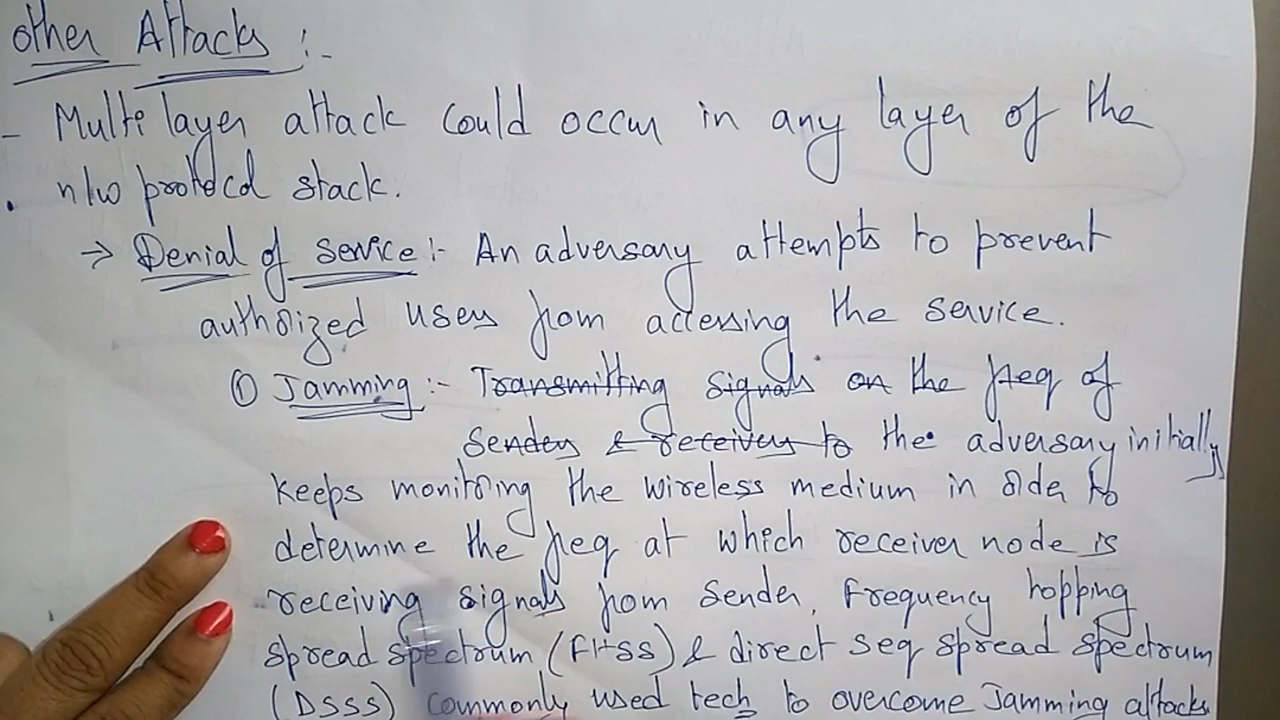 Other Attacks :-
- Multi layer attack could occur in any layer of the
. n/w protocol stack.
→ Denial of service :- An adversary attempts to prevent
authorized users from accessing the service.
① Jamming :- Transmitting signals on the freq of
senders & receivers to the adversary initially
keeps monitoring the wireless medium in order to
determine the freq at which receiver node is
receiving signals from sender, Frequency hopping
spread spectrum (FHSS) & direct seq spread spectrum
(DSSS) commonly used tech to overcome Jamming attacks